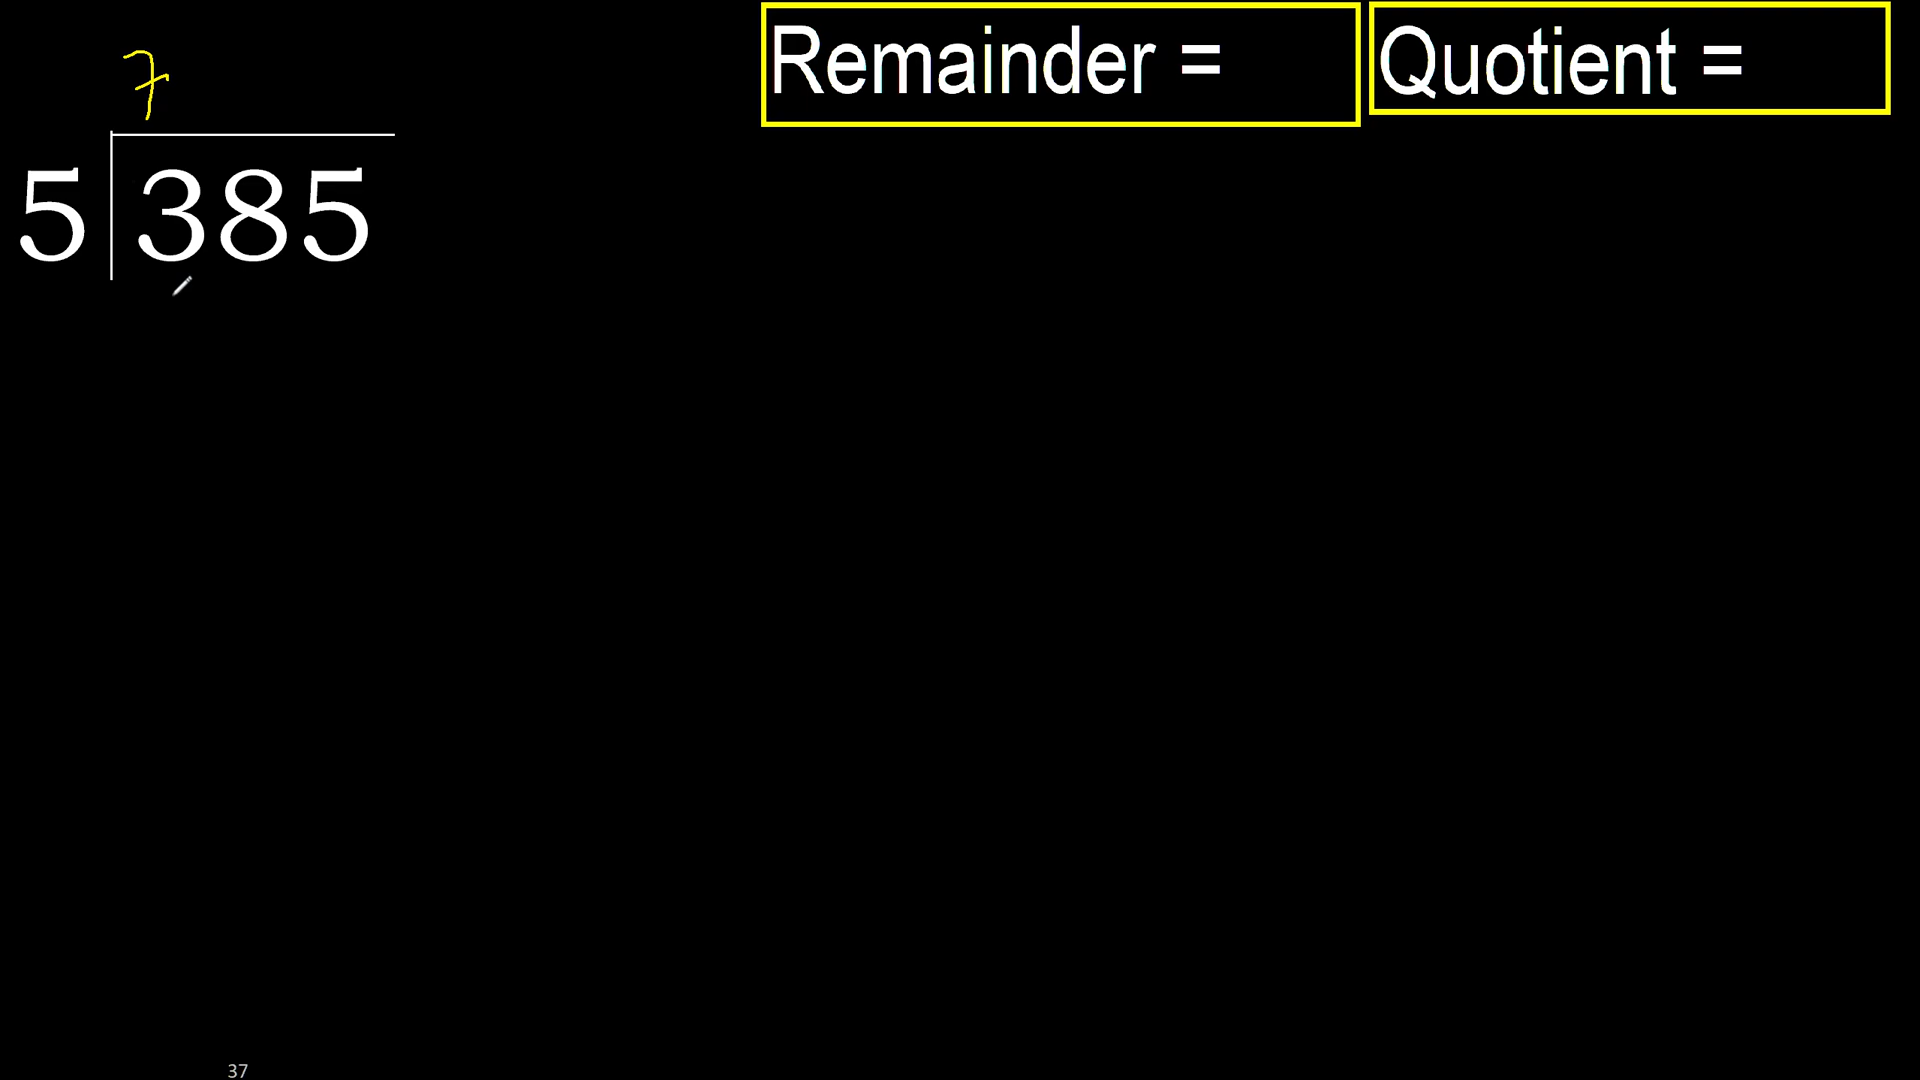 Remainder =
Quotient =
7
5 385
37